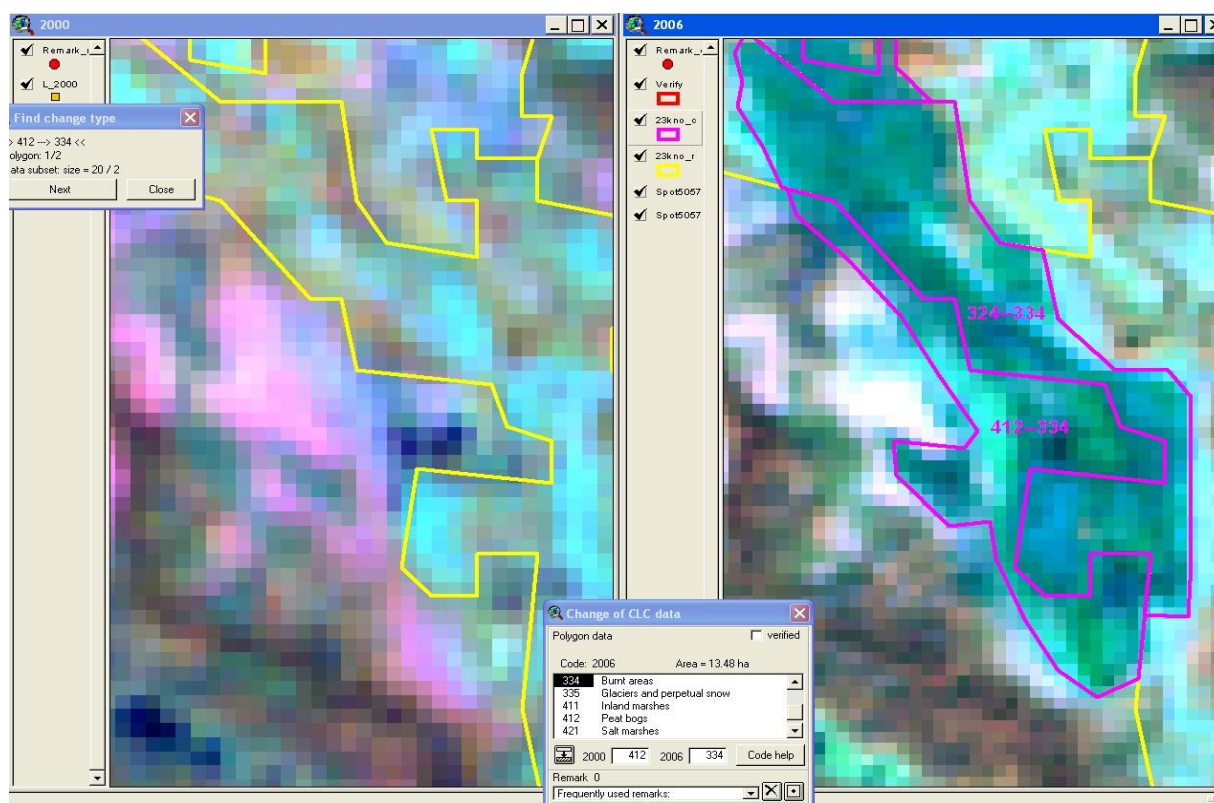 2000
Remark_
L_2000
Find change type
> 412 ---> 334 <<
olygon: 1/2
ata subset: size = 20 / 2
Next
Close
2006
Remark_
Verify
23kno_c
23kno_r
Spot5057
Spot5057
324--334
412--334
Change of CLC data
Polygon data
verified
Code: 2006
Area = 13.48 ha
334 Burnt areas
335 Glaciers and perpetual snow
411 Inland marshes
412 Peat bogs
421 Salt marshes
2000 412 2006 334 Code help
Remark 0
Frequently used remarks: